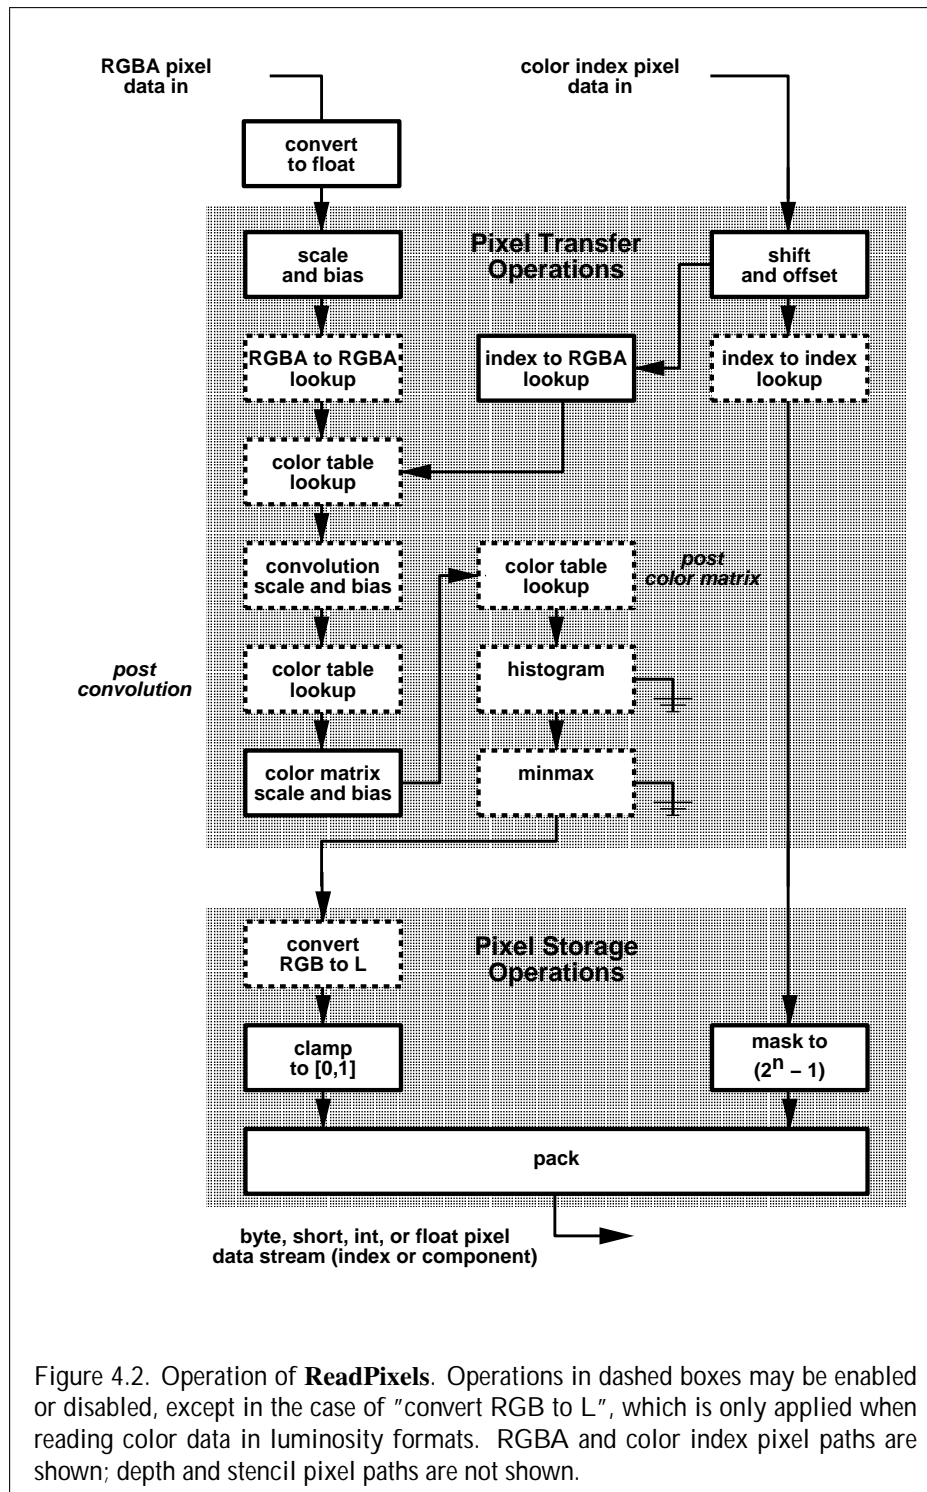 RGBA pixel
data in
color index pixel
data in
convert
to float
Pixel Transfer
Operations
scale
and bias
shift
and offset
RGBA to RGBA
lookup
index to RGBA
lookup
index to index
lookup
color table
lookup
convolution
scale and bias
color table
lookup
post
color matrix
post
convolution
color table
lookup
histogram
color matrix
scale and bias
minmax
convert
RGB to L
Pixel Storage
Operations
clamp
to [0,1]
mask to
(2ⁿ – 1)
pack
byte, short, int, or float pixel
data stream (index or component)
Figure 4.2. Operation of ReadPixels. Operations in dashed boxes may be enabled
or disabled, except in the case of "convert RGB to L", which is only applied when
reading color data in luminosity formats. RGBA and color index pixel paths are
shown; depth and stencil pixel paths are not shown.